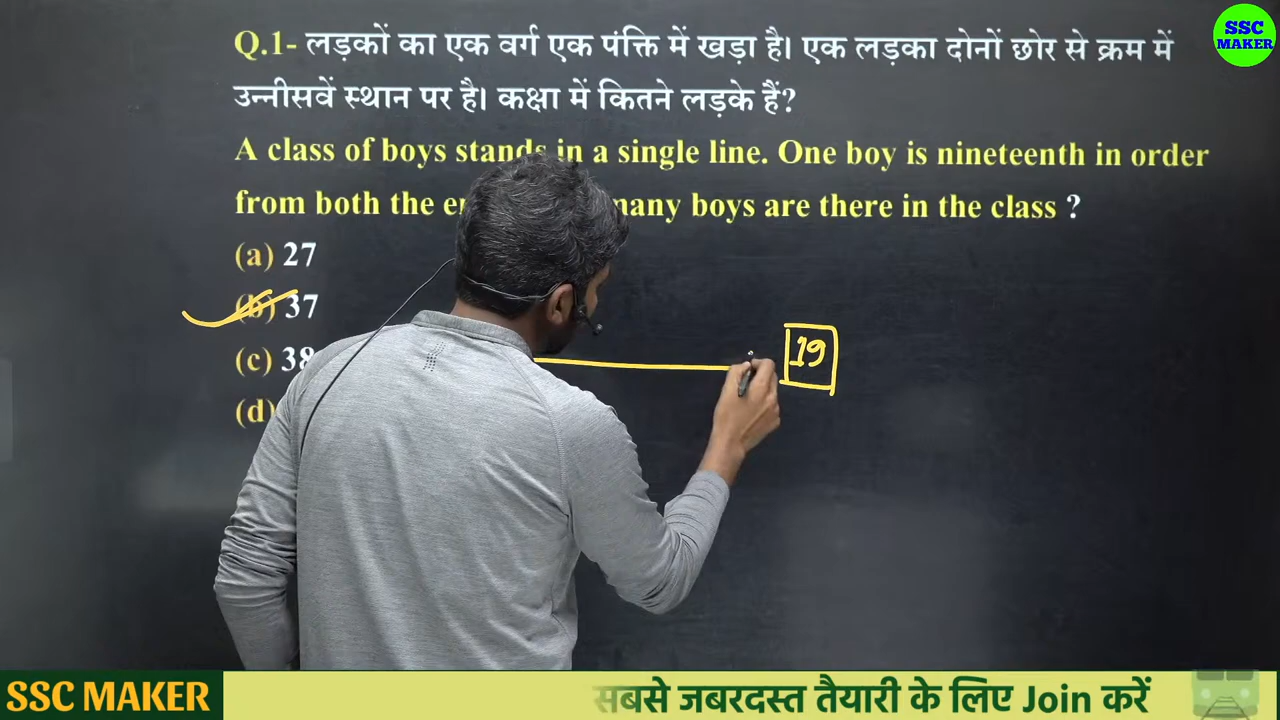 SSC
MAKER
Q.1- लड़कों का एक वर्ग एक पंक्ति में खड़ा है। एक लड़का दोनों छोर से क्रम में
उन्नीसवें स्थान पर है। कक्षा में कितने लड़के हैं?
A class of boys stands in a single line. One boy is nineteenth in order
from both the many boys are there in the class ?
(a) 27
(b) 37
(c) 38
(d)
19
SSC MAKER
सबसे जबरदस्त तैयारी के लिए Join करें